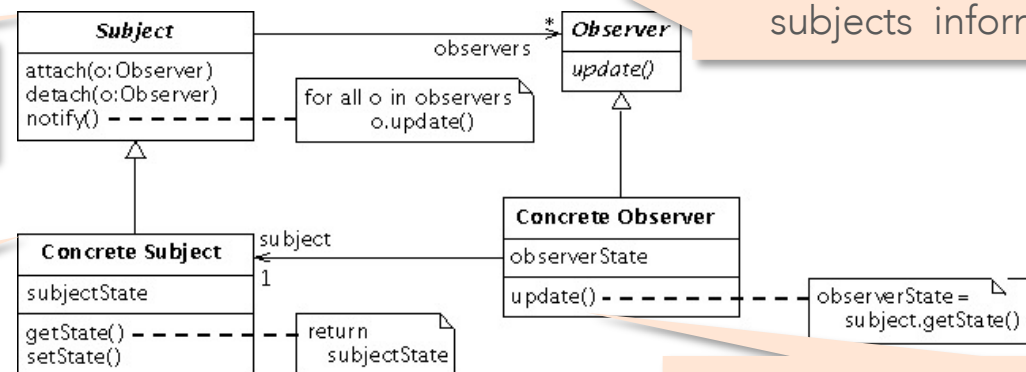 subjects inform
Subject
attach(o:Observer)
detach(o:Observer)
notify()
observers
*
Observer
update()
for all o in observers
o.update()
Concrete Subject
subjectState
getState()
setState()
return
subjectState
subject
1
Concrete Observer
observerState
update()
observerState=
subject.getState()